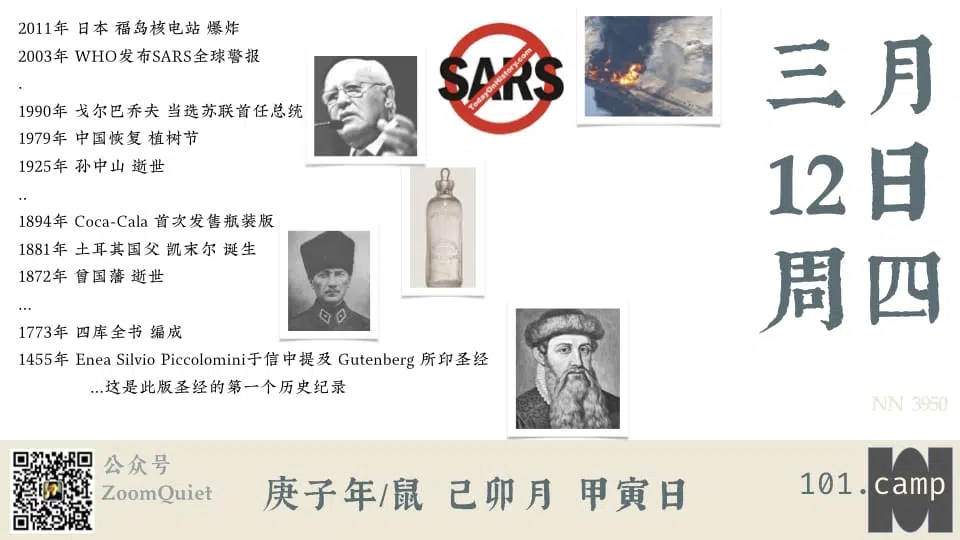 2011年 日本 福岛核电站 爆炸
2003年 WHO发布SARS全球警报
.
1990年 戈尔巴乔夫 当选苏联首任总统
1979年 中国恢复 植树节
1925年 孙中山 逝世
..
1894年 Coca-Cala 首次发售瓶装版
1881年 土耳其国父 凯末尔 诞生
1872年 曾国藩 逝世
...
1773年 四库全书 编成
1455年 Enea Silvio Piccolomini于信中提及 Gutenberg 所印圣经
...这是此版圣经的第一个历史纪录
SARS
TodayOnHistory.com
三月
12日
周四
NN 3950
公众号
ZoomQuiet
庚子年/鼠 己卯月 甲寅日
101.camp